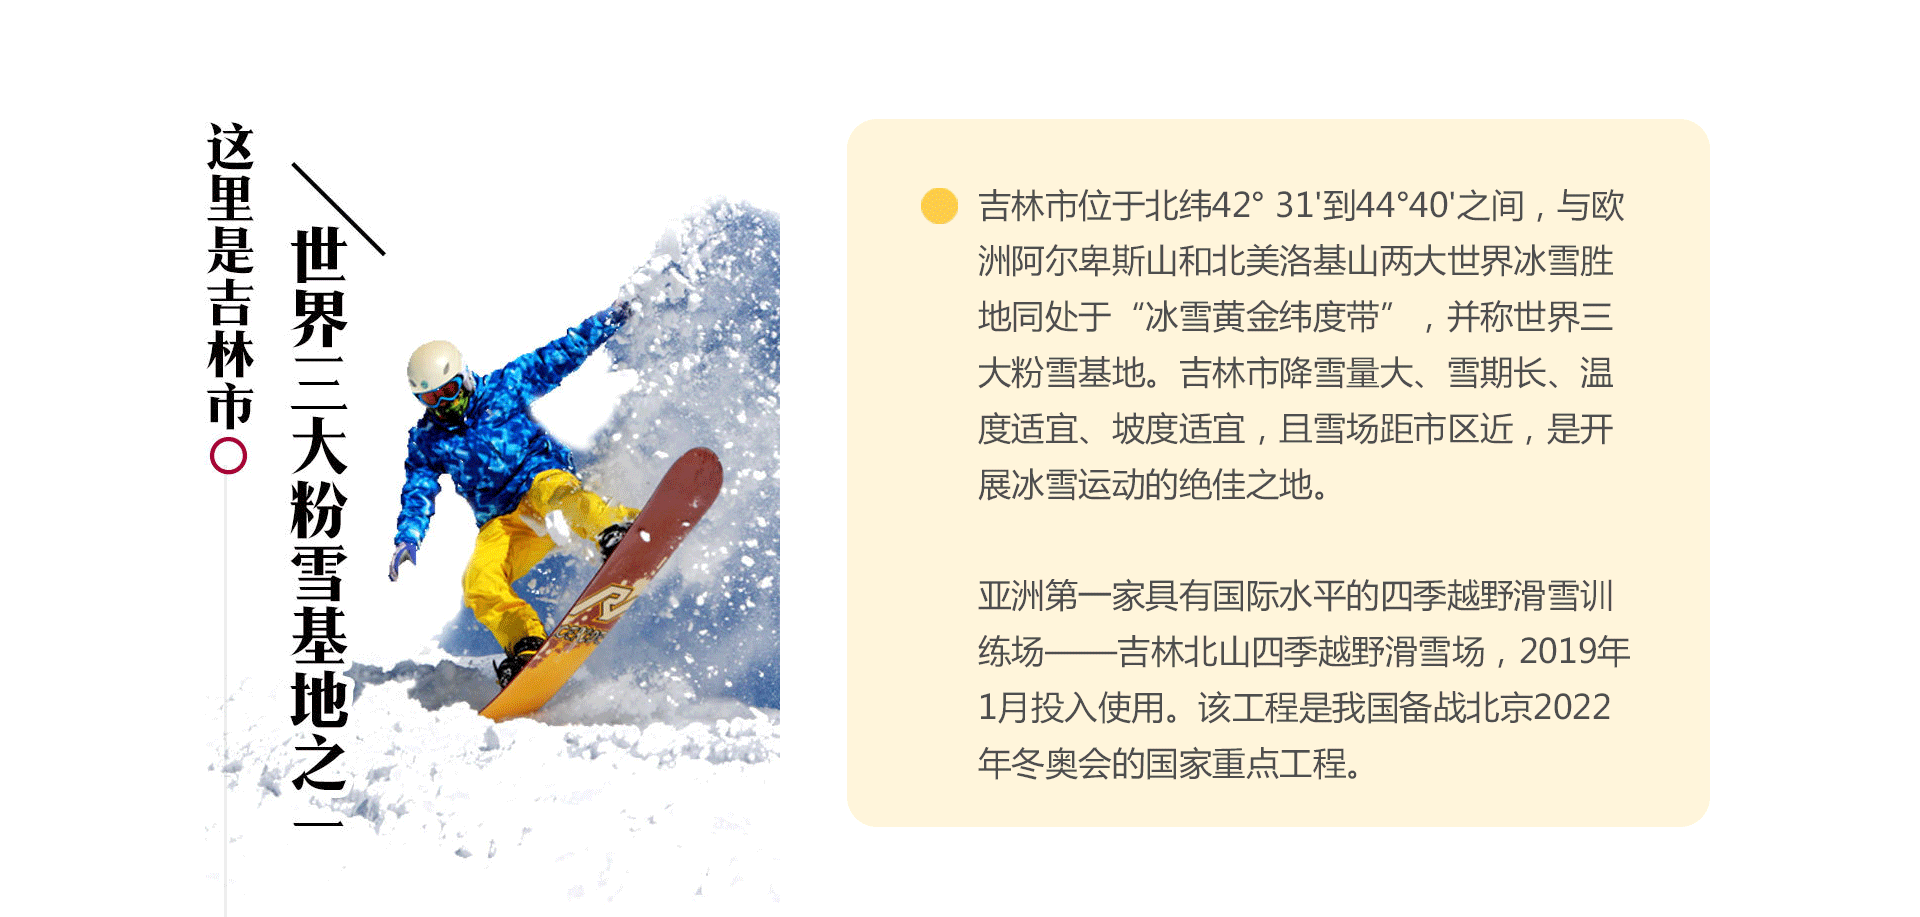 这里是吉林市
世界三大粉雪基地之一
吉林市位于北纬42° 31'到44°40'之间，与欧
洲阿尔卑斯山和北美洛基山两大世界冰雪胜
地同处于“冰雪黄金纬度带”，并称世界三
大粉雪基地。吉林市降雪量大、雪期长、温
度适宜、坡度适宜，且雪场距市区近，是开
展冰雪运动的绝佳之地。
亚洲第一家具有国际水平的四季越野滑雪训
练场——吉林北山四季越野滑雪场，2019年
1月投入使用。该工程是我国备战北京2022
年冬奥会的国家重点工程。